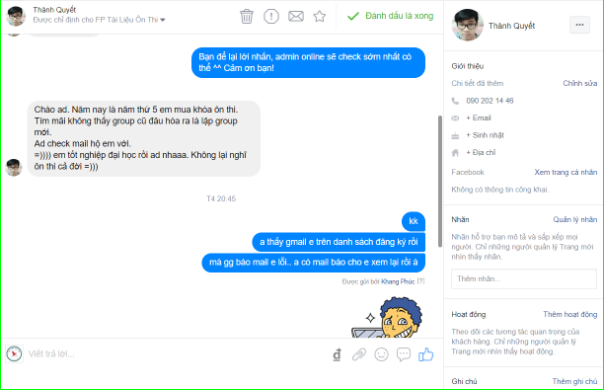 Thành Quyết
Được chỉ định cho FP Tài Liệu Ôn Thi
Đánh dấu là xong
Bạn để lại lời nhắn, admin online sẽ check sớm nhất có
thể ^^ Cảm ơn bạn!
Chào ad. Năm nay là năm thứ 5 em mua khóa ôn thi.
Tìm mãi không thấy group cũ đâu hóa ra là lập group
mới.
Ad check mail hộ em với.
=)))) em tốt nghiệp đại học rồi ad nhaaa. Không lại nghĩ
ôn thi cả đời =)))
T4 20:45
kk
a thấy gmail e trên danh sách đăng ký rồi
mà gg báo mail e lỗi.. a có mail báo cho e xem lại rồi á
Được gửi bởi Khang Phúc [?]
Viết trả lời...
Thành Quyết
Giới thiệu
Chi tiết đã thêm Chỉnh sửa
090 202 14 46
+ Email
+ Sinh nhật
+ Địa chỉ
Facebook Xem trang cá nhân
Không có thông tin công khai.
Nhãn Quản lý nhãn
Nhãn hỗ trợ bạn mô tả và sắp xếp mọi
người. Chỉ những người quản lý Trang mới
nhìn thấy nhãn.
Thêm nhãn...
Hoạt động Thêm hoạt động
Theo dõi các tương tác quan trọng của
khách hàng. Chỉ những người quản lý
Trang mới nhìn thấy hoạt động.
Ghi chú Thêm ghi chú